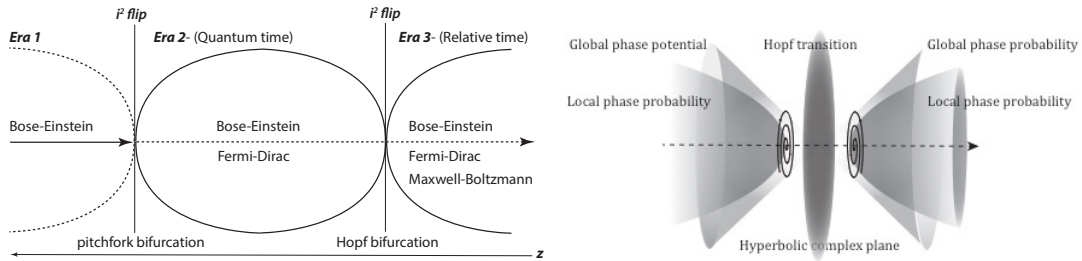 i² flip
i² flip
Era 1
Era 2- (Quantum time)
Era 3- (Relative time)
Bose-Einstein
Bose-Einstein
Bose-Einstein
Fermi-Dirac
Fermi-Dirac
Maxwell-Boltzmann
pitchfork bifurcation
Hopf bifurcation
z
Global phase potential
Hopf transition
Global phase probability
Local phase probability
Local phase probability
Hyperbolic complex plane